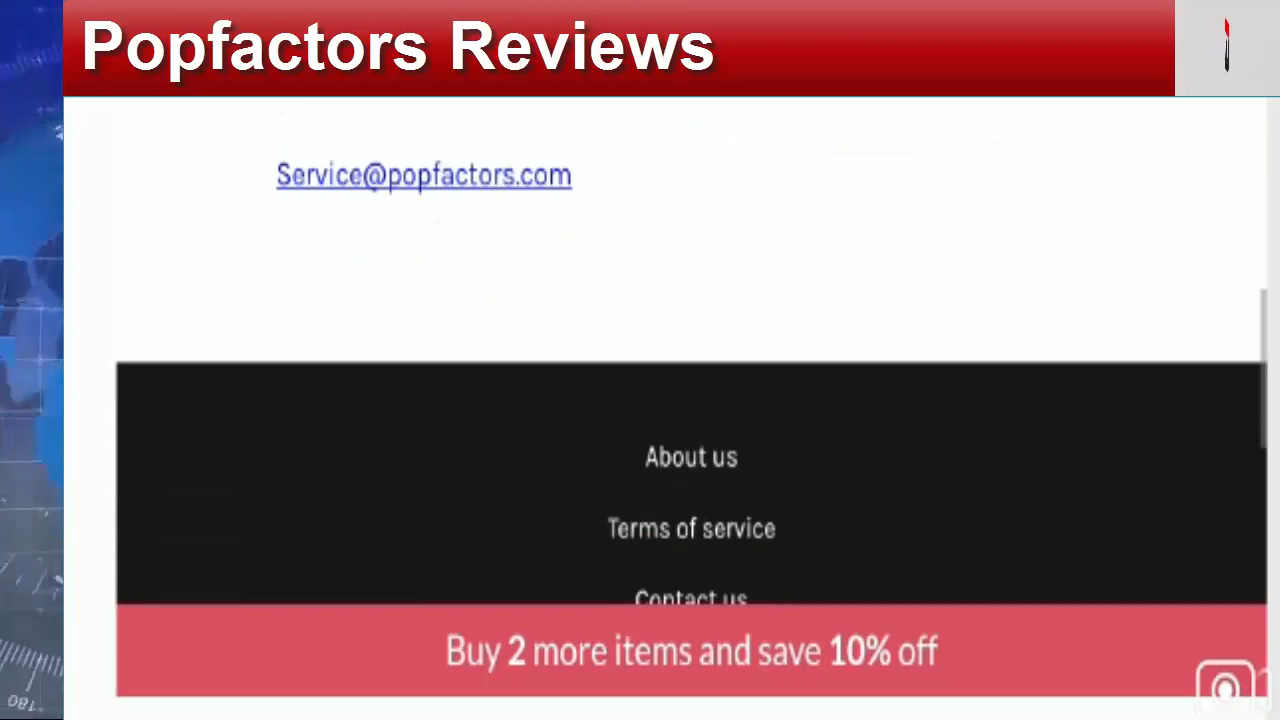 Popfactors Reviews
Service@popfactors.com
About us
Terms of service
Contact us
Buy 2 more items and save 10% off
180